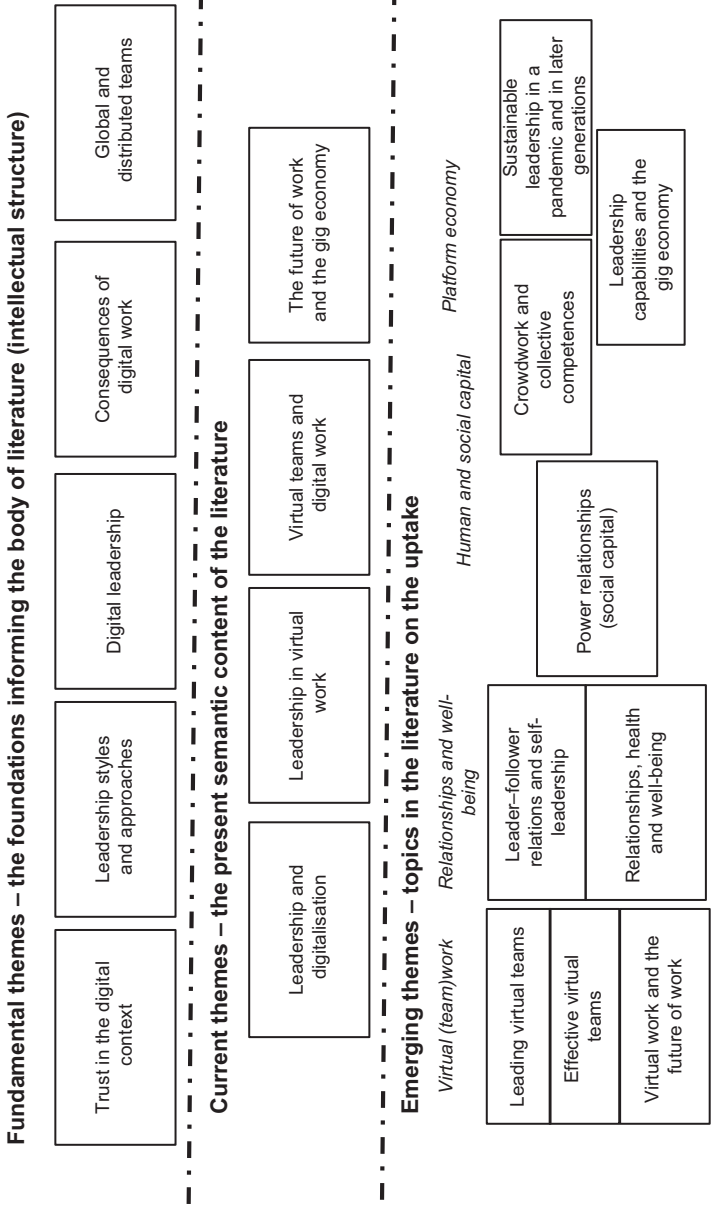 Fundamental themes – the foundations informing the body of literature (intellectual structure)
Trust in the digital
context
Leadership styles
and approaches
Digital leadership
Consequences of
digital work
Global and
distributed teams
Current themes – the present semantic content of the literature
Leadership and
digitalisation
Leadership in virtual
work
Virtual teams and
digital work
The future of work
and the gig economy
Emerging themes – topics in the literature on the uptake
Virtual (team)work
Leading virtual teams
Effective virtual
teams
Virtual work and the
future of work
Relationships and well-
being
Leader–follower
relations and self-
leadership
Relationships, health
and well-being
Human and social capital
Power relationships
(social capital)
Crowdwork and
collective
competences
Platform economy
Sustainable
leadership in a
pandemic and in later
generations
Leadership
capabilities and the
gig economy